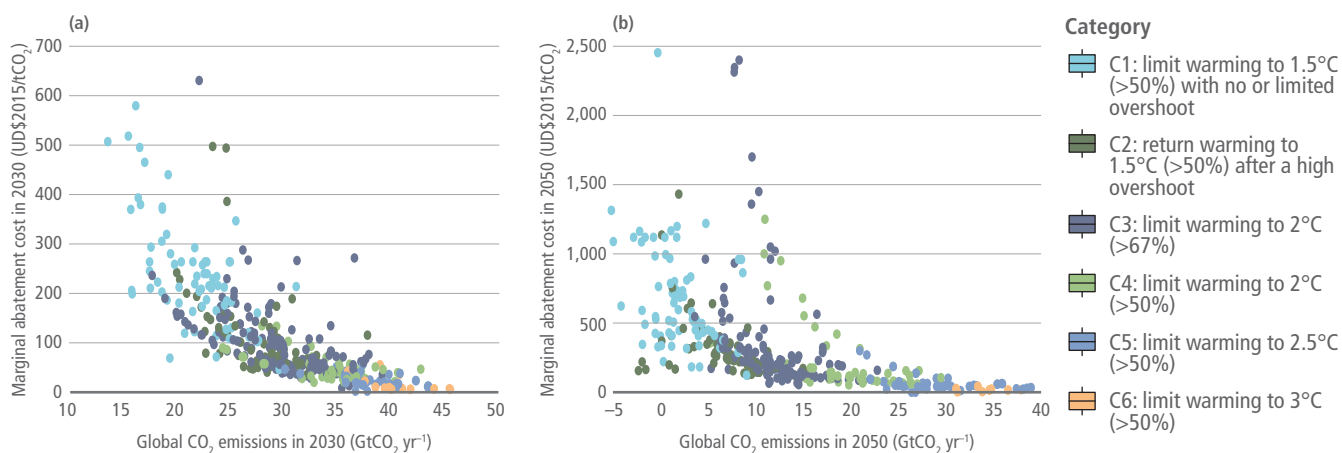 (a)
Marginal abatement cost in 2030 (UD$2015/tCO₂)
700
600
500
400
300
200
100
0
10 15 20 25 30 35 40 45 50
Global CO₂ emissions in 2030 (GtCO₂ yr⁻¹)
(b)
Marginal abatement cost in 2050 (UD$2015/tCO₂)
2,500
2,000
1,500
1,000
500
0
–5 0 5 10 15 20 25 30 35 40
Global CO₂ emissions in 2050 (GtCO₂ yr⁻¹)
Category
C1: limit warming to 1.5°C
(>50%) with no or limited
overshoot
C2: return warming to
1.5°C (>50%) after a high
overshoot
C3: limit warming to 2°C
(>67%)
C4: limit warming to 2°C
(>50%)
C5: limit warming to 2.5°C
(>50%)
C6: limit warming to 3°C
(>50%)